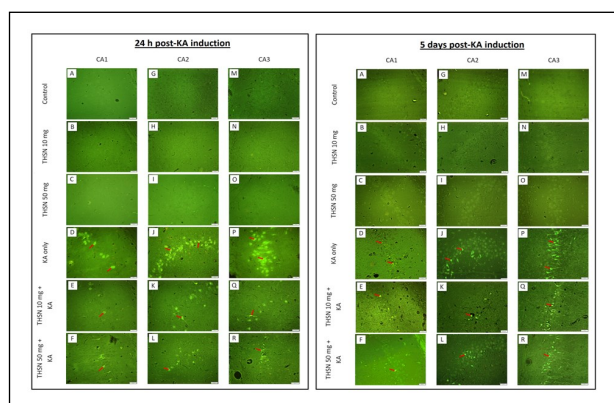 24 h post-KA induction
CA1 CA2 CA3
Control A G M
THSN 10 mg B H N
THSN 50 mg C I O
KA only D J P
THSN 10 mg + KA E K Q
THSN 50 mg + KA F L R
5 days post-KA induction
CA1 CA2 CA3
Control A G M
THSN 10 mg B H N
THSN 50 mg C I O
KA only D J P
THSN 10 mg + KA E K Q
THSN 50 mg + KA F L R